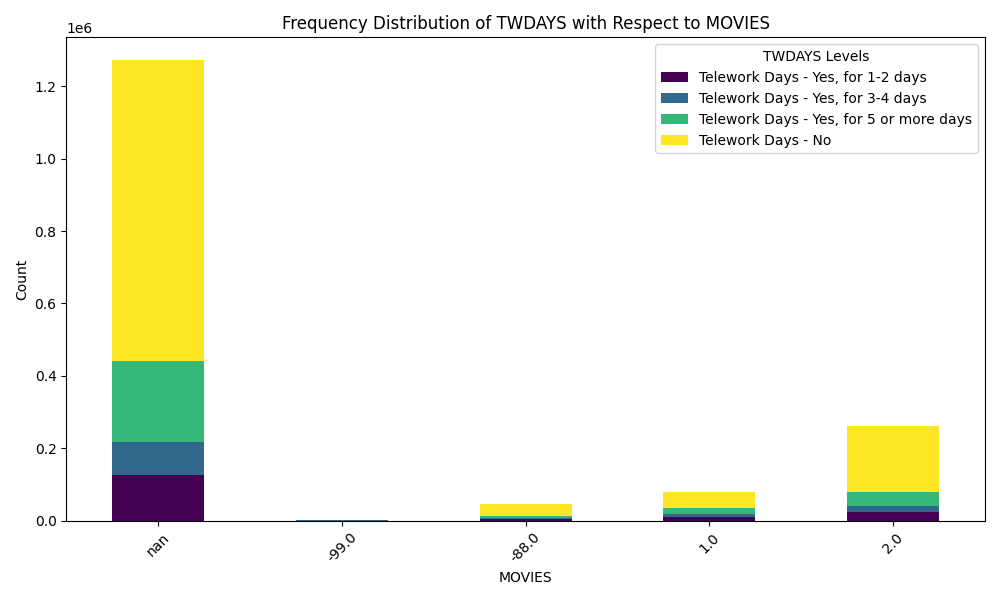 Frequency Distribution of TWDAYS with Respect to MOVIES
1e6
TWDAYS Levels
Telework Days - Yes, for 1-2 days
Telework Days - Yes, for 3-4 days
Telework Days - Yes, for 5 or more days
Telework Days - No
1.2
1.0
0.8
0.6
0.4
0.2
0.0
Count
nan
-99.0
-88.0
1.0
2.0
MOVIES